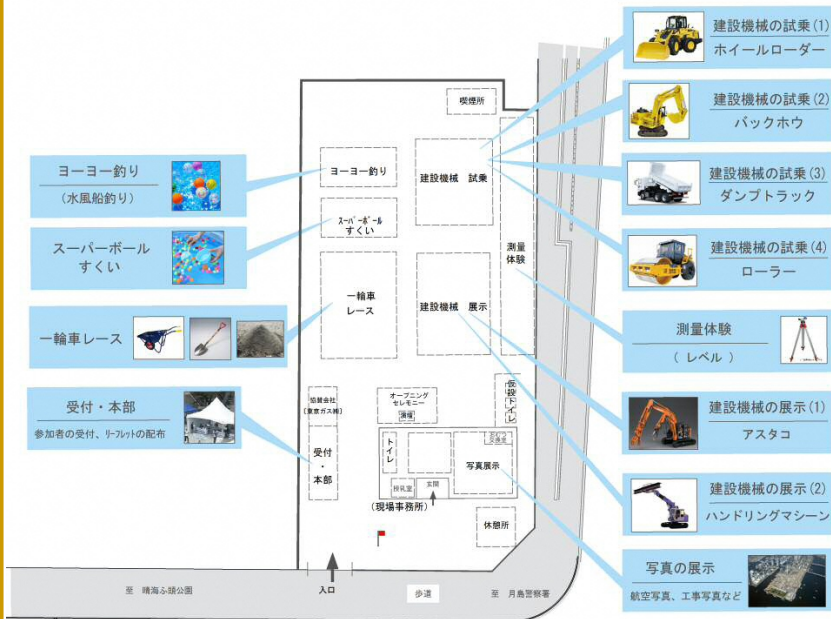 建設機械の試乗(1)
ホイールローダー
建設機械の試乗(2)
バックホウ
建設機械の試乗(3)
ダンプトラック
建設機械の試乗(4)
ローラー
測量体験
( レベル )
建設機械の展示(1)
アスタコ
建設機械の展示(2)
ハンドリングマシーン
写真の展示
航空写真、工事写真など
ヨーヨー釣り
(水風船釣り)
スーパーボール
すくい
一輪車レース
受付・本部
参加者の受付、リーフレットの配布
喫煙所
ヨーヨー釣り
建設機械 試乗
スーパーボール
すくい
測量
体験
一輪車
レース
建設機械 展示
協賛会社
(東京ガス㈱)
オープニング
セレモニー
演壇
仮設トイレ
受付
・
本部
トイレ
おむつ
交換室
写真展示
授乳室
玄関
(現場事務所)
休憩所
入口
至 晴海ふ頭公園
歩道
至 月島警察署